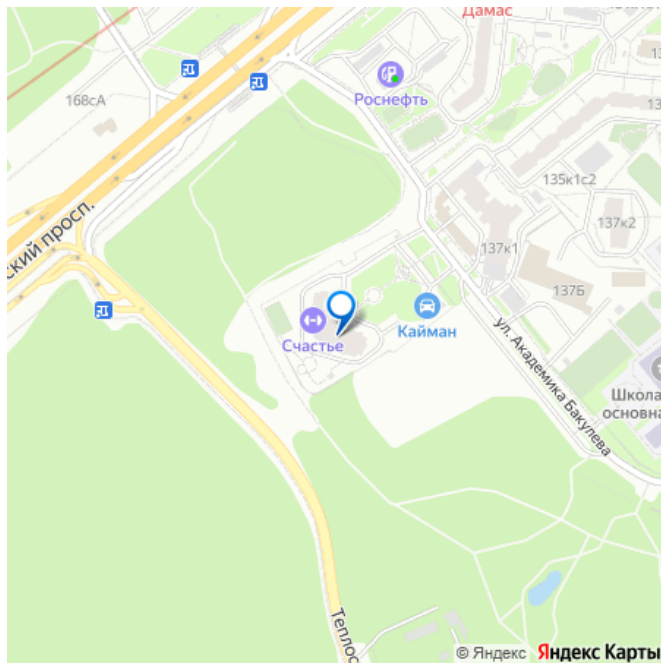 Дамас
168сА
Роснефть
135к1с2
137к2
137к1
ский просп.
137Б
Счастье
Кайман
ул. Академика Бакулева
Школа
основна
Теплос
© Яндекс Яндекс Карты